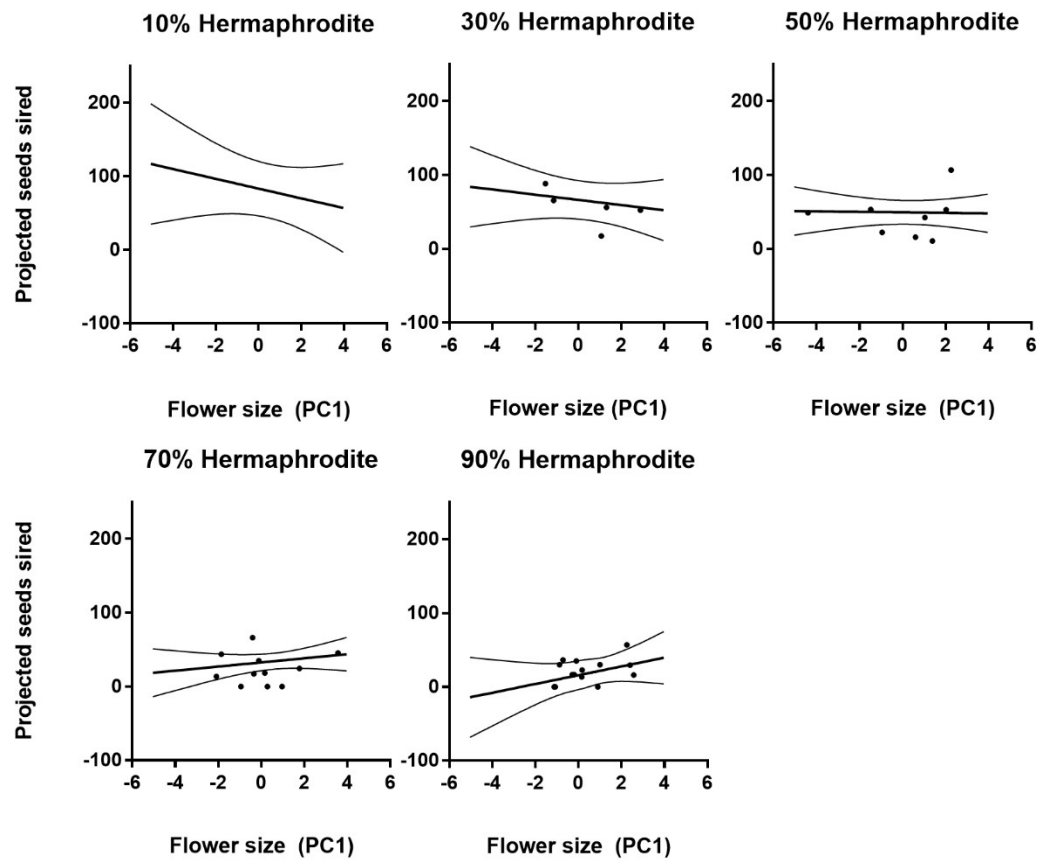 10% Hermaphrodite
30% Hermaphrodite
50% Hermaphrodite
Projected seeds sired
200
100
0
-100
-6 -4 -2 0 2 4 6
Flower size (PC1)
200
100
0
-100
-6 -4 -2 0 2 4 6
Flower size (PC1)
200
100
0
-100
-6 -4 -2 0 2 4 6
Flower size (PC1)
70% Hermaphrodite
90% Hermaphrodite
Projected seeds sired
200
100
0
-100
-6 -4 -2 0 2 4 6
Flower size (PC1)
200
100
0
-100
-6 -4 -2 0 2 4 6
Flower size (PC1)